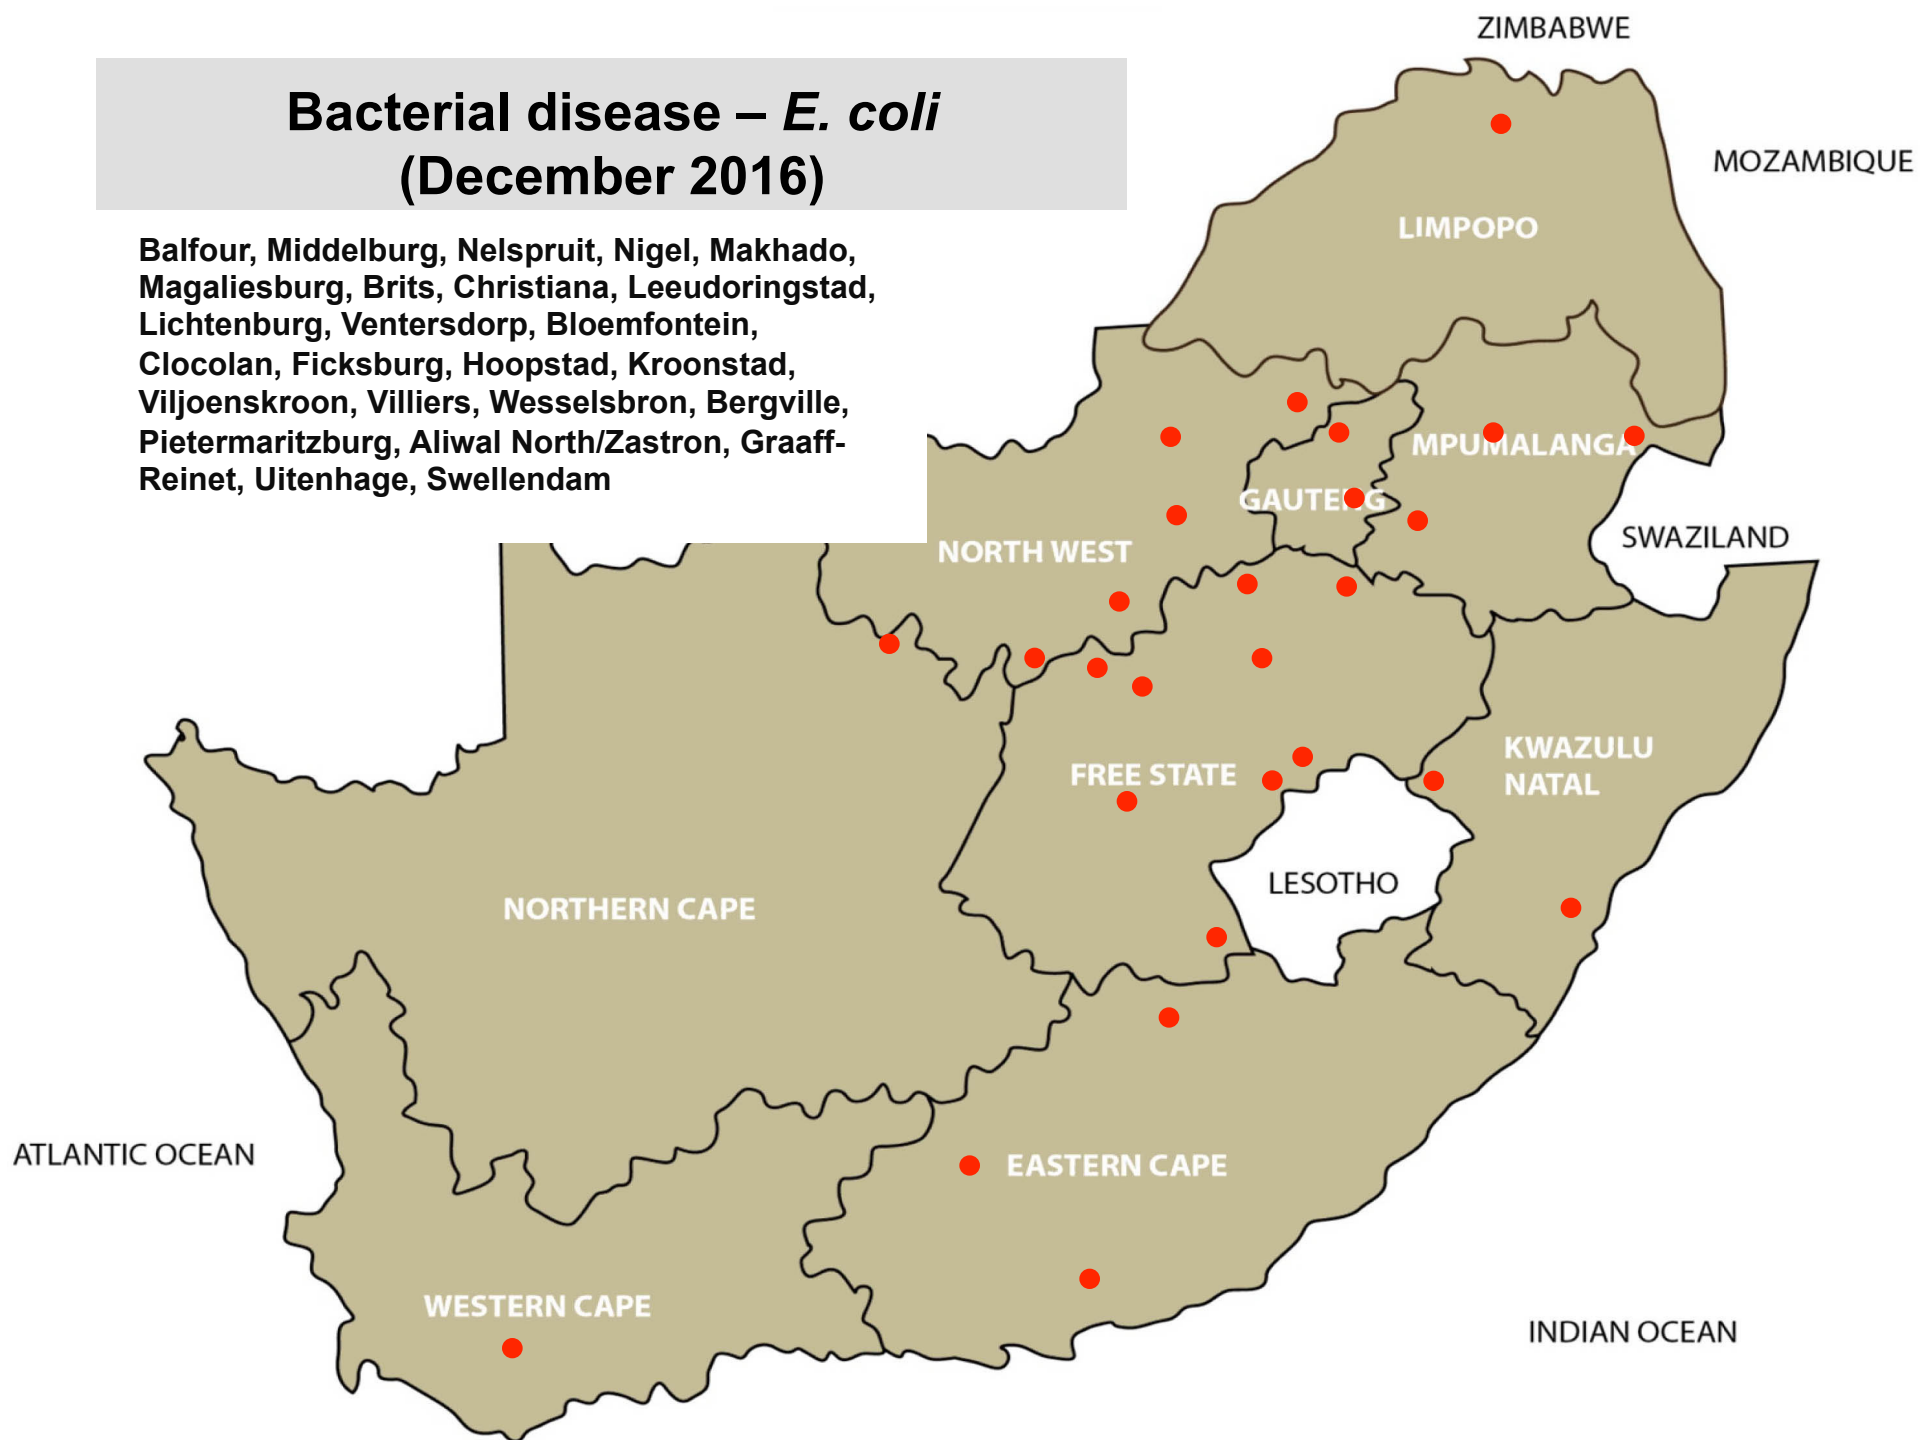 ZIMBABWE
Bacterial disease – E. coli
(December 2016)
MOZAMBIQUE
LIMPOPO
Balfour, Middelburg, Nelspruit, Nigel, Makhado,
Magaliesburg, Brits, Christiana, Leeudoringstad,
Lichtenburg, Ventersdorp, Bloemfontein,
Clocolan, Ficksburg, Hoopstad, Kroonstad,
Viljoenskroon, Villiers, Wesselsbron, Bergville,
Pietermaritzburg, Aliwal North/Zastron, Graaff-
Reinet, Uitenhage, Swellendam
MPUMALANGA
GAUTENG
SWAZILAND
NORTH WEST
KWAZULU
NATAL
FREE STATE
LESOTHO
NORTHERN CAPE
ATLANTIC OCEAN
EASTERN CAPE
WESTERN CAPE
INDIAN OCEAN